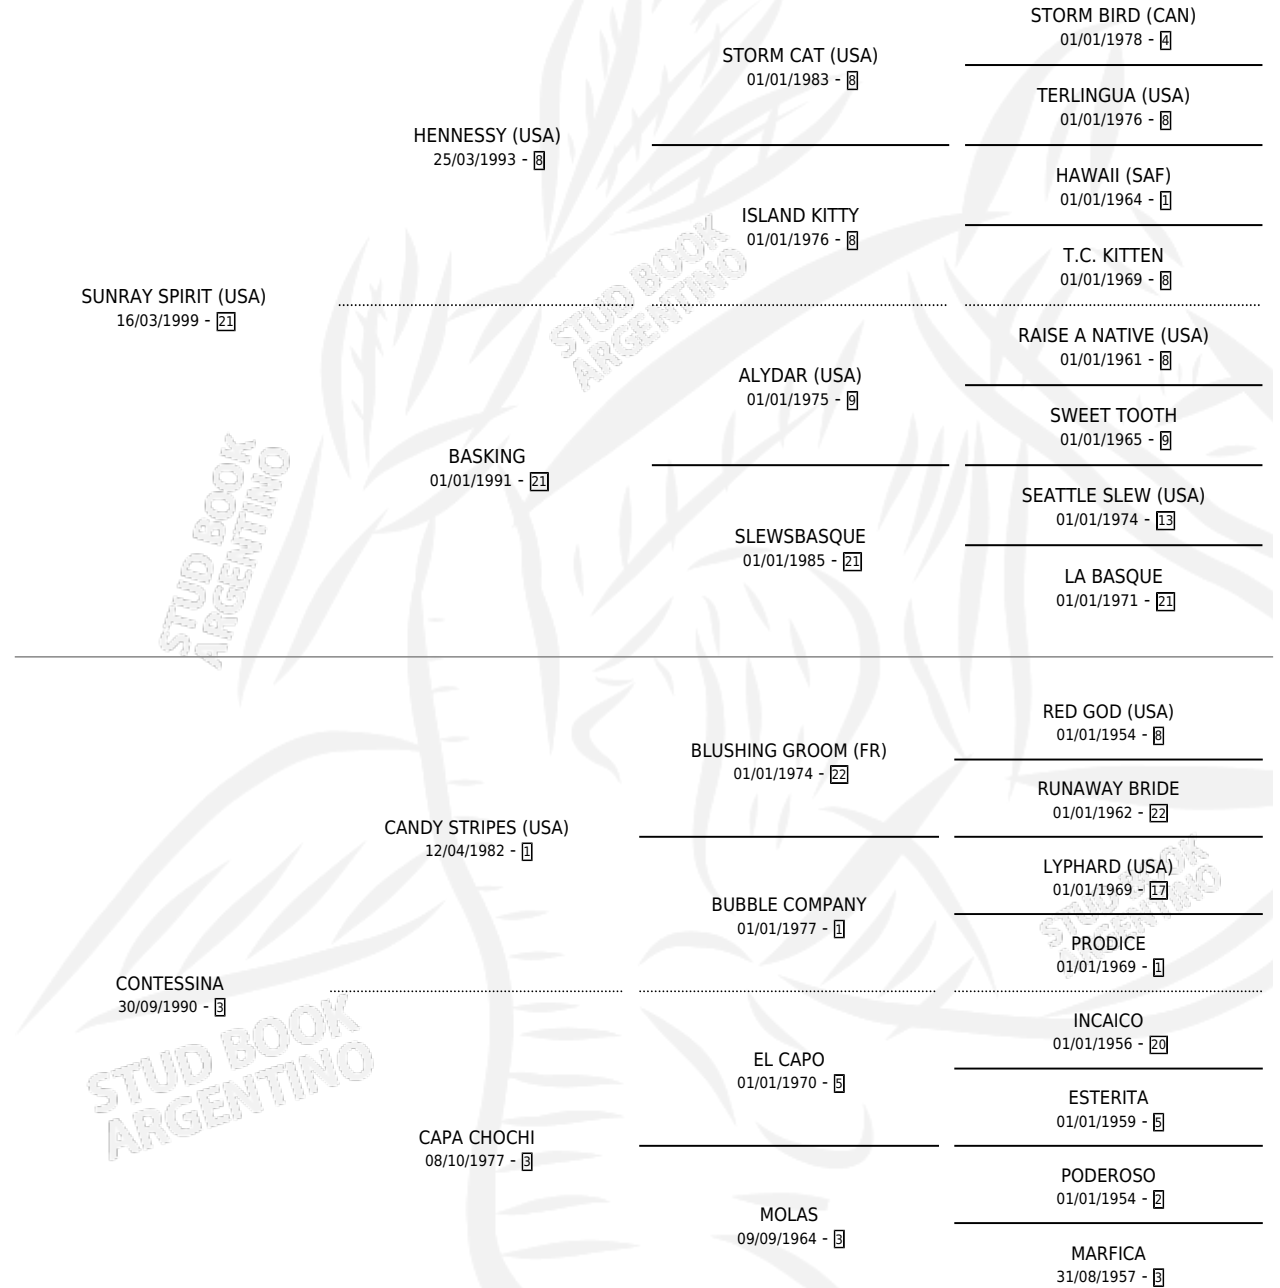 STORM BIRD (CAN)
01/01/1978 - 4
STORM CAT (USA)
01/01/1983 - 8
TERLINGUA (USA)
01/01/1976 - 8
HENNESSY (USA)
25/03/1993 - 8
HAWAII (SAF)
01/01/1964 - 1
ISLAND KITTY
01/01/1976 - 8
T.C. KITTEN
01/01/1969 - 8
SUNRAY SPIRIT (USA)
16/03/1999 - 21
RAISE A NATIVE (USA)
01/01/1961 - 8
ALYDAR (USA)
01/01/1975 - 9
SWEET TOOTH
01/01/1965 - 9
BASKING
01/01/1991 - 21
SEATTLE SLEW (USA)
01/01/1974 - 13
SLEWSBASQUE
01/01/1985 - 21
LA BASQUE
01/01/1971 - 21
RED GOD (USA)
01/01/1954 - 8
BLUSHING GROOM (FR)
01/01/1974 - 22
RUNAWAY BRIDE
01/01/1962 - 22
CANDY STRIPES (USA)
12/04/1982 - 1
LYPHARD (USA)
01/01/1969 - 17
BUBBLE COMPANY
01/01/1977 - 1
PRODICE
01/01/1969 - 1
CONTESSINA
30/09/1990 - 3
INCAICO
01/01/1956 - 20
EL CAPO
01/01/1970 - 5
ESTERITA
01/01/1959 - 5
CAPA CHOCHI
08/10/1977 - 3
PODEROSO
01/01/1954 - 2
MOLAS
09/09/1964 - 3
MARFICA
31/08/1957 - 3
STUD BOOK
ARGENTINO
STUD BOOK
ARGENTINO
STUD BOOK
ARGENTINO
STUD BOOK
ARGENTINO